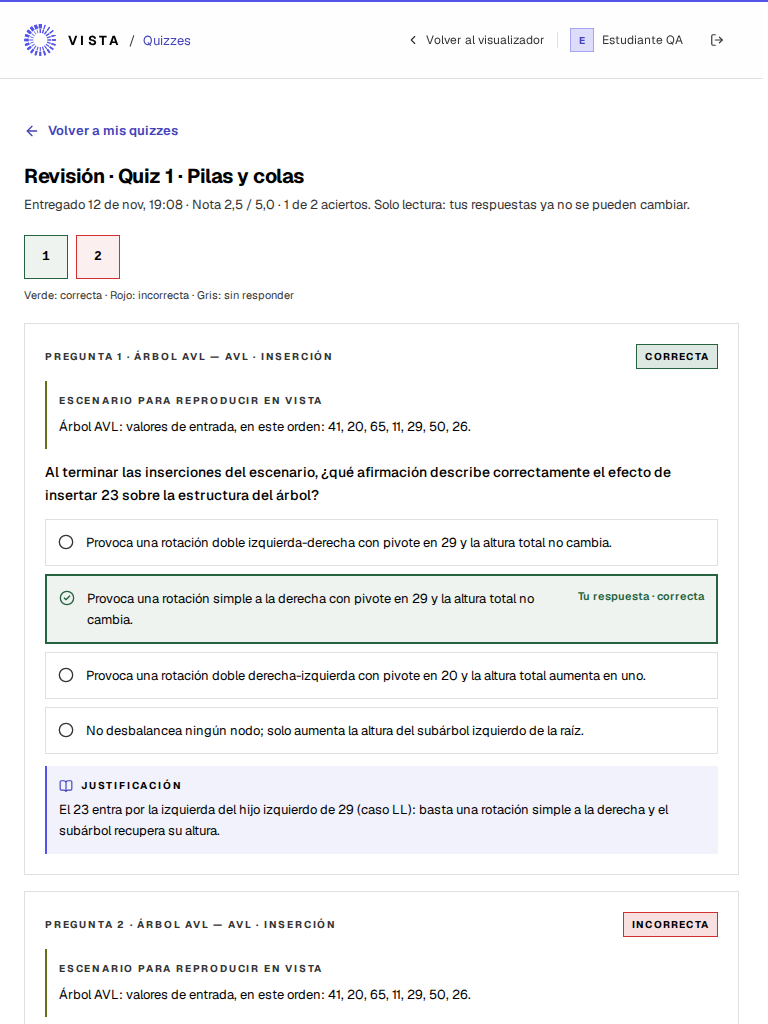 VISTA / Quizzes
Volver al visualizador
E
Estudiante QA
Volver a mis quizzes
Revisión · Quiz 1 · Pilas y colas
Entregado 12 de nov, 19:08 · Nota 2,5 / 5,0 · 1 de 2 aciertos. Solo lectura: tus respuestas ya no se pueden cambiar.
1
2
Verde: correcta · Rojo: incorrecta · Gris: sin responder
PREGUNTA 1 · ÁRBOL AVL — AVL · INSERCIÓN
CORRECTA
ESCENARIO PARA REPRODUCIR EN VISTA
Árbol AVL: valores de entrada, en este orden: 41, 20, 65, 11, 29, 50, 26.
Al terminar las inserciones del escenario, ¿qué afirmación describe correctamente el efecto de
insertar 23 sobre la estructura del árbol?
Provoca una rotación doble izquierda-derecha con pivote en 29 y la altura total no cambia.
Provoca una rotación simple a la derecha con pivote en 29 y la altura total no
cambia.
Tu respuesta · correcta
Provoca una rotación doble derecha-izquierda con pivote en 20 y la altura total aumenta en uno.
No desbalancea ningún nodo; solo aumenta la altura del subárbol izquierdo de la raíz.
JUSTIFICACIÓN
El 23 entra por la izquierda del hijo izquierdo de 29 (caso LL): basta una rotación simple a la derecha y el
subárbol recupera su altura.
PREGUNTA 2 · ÁRBOL AVL — AVL · INSERCIÓN
INCORRECTA
ESCENARIO PARA REPRODUCIR EN VISTA
Árbol AVL: valores de entrada, en este orden: 41, 20, 65, 11, 29, 50, 26.